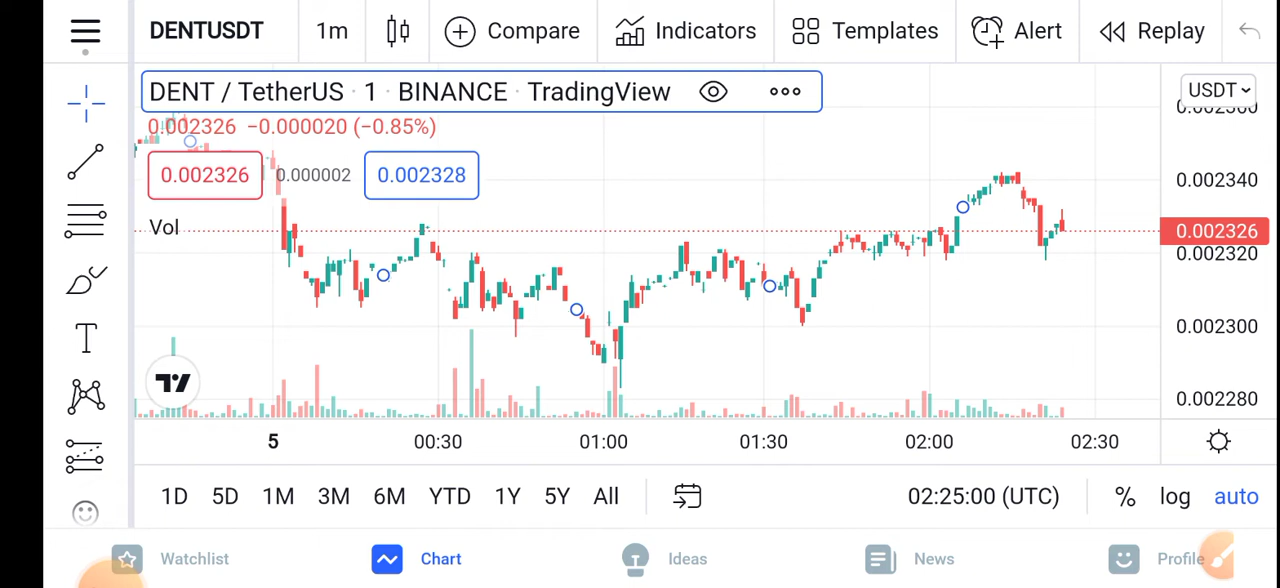 DENTUSDT 1m Compare Indicators Templates Alert Replay
DENT / TetherUS · 1 · BINANCE · TradingView
USDT
0.002360
0.002326 −0.000020 (−0.85%)
0.002326 0.000002 0.002328
0.002340
Vol
0.002326
0.002320
0.002300
0.002280
5 00:30 01:00 01:30 02:00 02:30
1D 5D 1M 3M 6M YTD 1Y 5Y All 02:25:00 (UTC) % log auto
Watchlist Chart Ideas News Profile